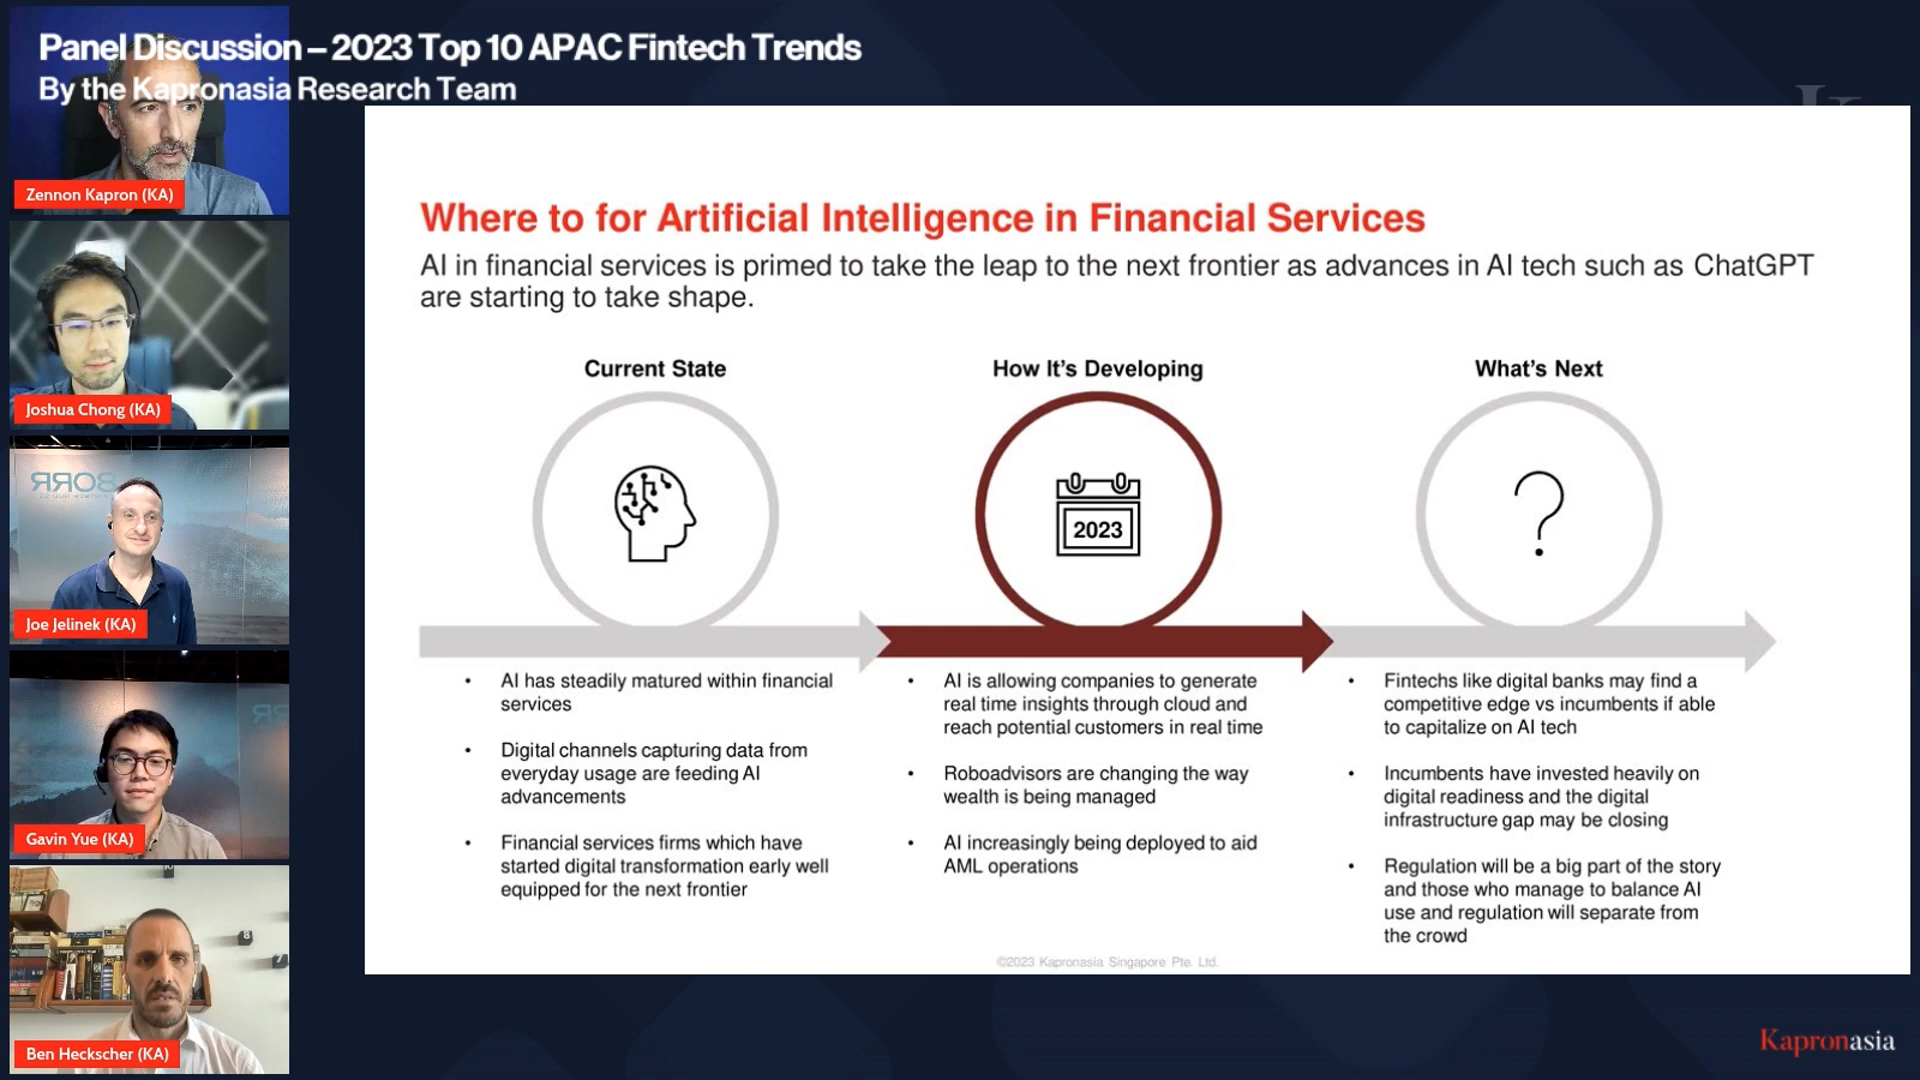 Panel Discussion – 2023 Top 10 APAC Fintech Trends
By the Kapronasia Research Team
Zennon Kapron (KA)
Joshua Chong (KA)
Joe Jelinek (KA)
Gavin Yue (KA)
Ben Heckscher (KA)
Where to for Artificial Intelligence in Financial Services
AI in financial services is primed to take the leap to the next frontier as advances in AI tech such as ChatGPT
are starting to take shape.
Current State
• AI has steadily matured within financial
services
• Digital channels capturing data from
everyday usage are feeding AI
advancements
• Financial services firms which have
started digital transformation early well
equipped for the next frontier
How It's Developing
2023
• AI is allowing companies to generate
real time insights through cloud and
reach potential customers in real time
• Roboadvisors are changing the way
wealth is being managed
• AI increasingly being deployed to aid
AML operations
What's Next
?
• Fintechs like digital banks may find a
competitive edge vs incumbents if able
to capitalize on AI tech
• Incumbents have invested heavily on
digital readiness and the digital
infrastructure gap may be closing
• Regulation will be a big part of the story
and those who manage to balance AI
use and regulation will separate from
the crowd
©2023 Kapronasia Singapore Pte. Ltd.
Kapronasia